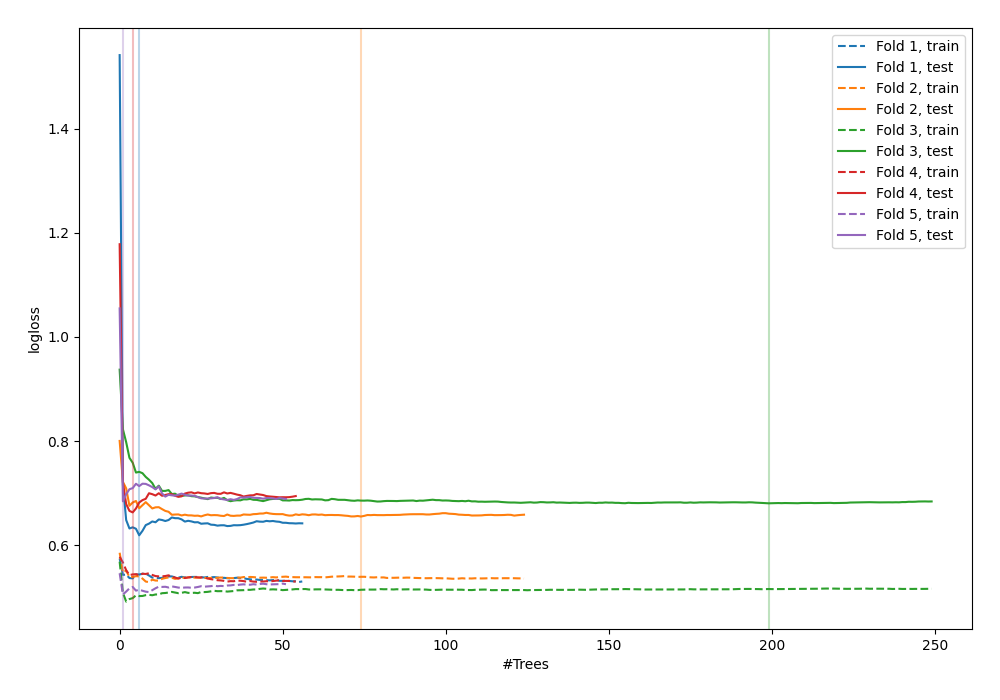 1.4
1.2
1.0
0.8
0.6
logloss
0
50
100
150
200
250
#Trees
Fold 1, train
Fold 1, test
Fold 2, train
Fold 2, test
Fold 3, train
Fold 3, test
Fold 4, train
Fold 4, test
Fold 5, train
Fold 5, test